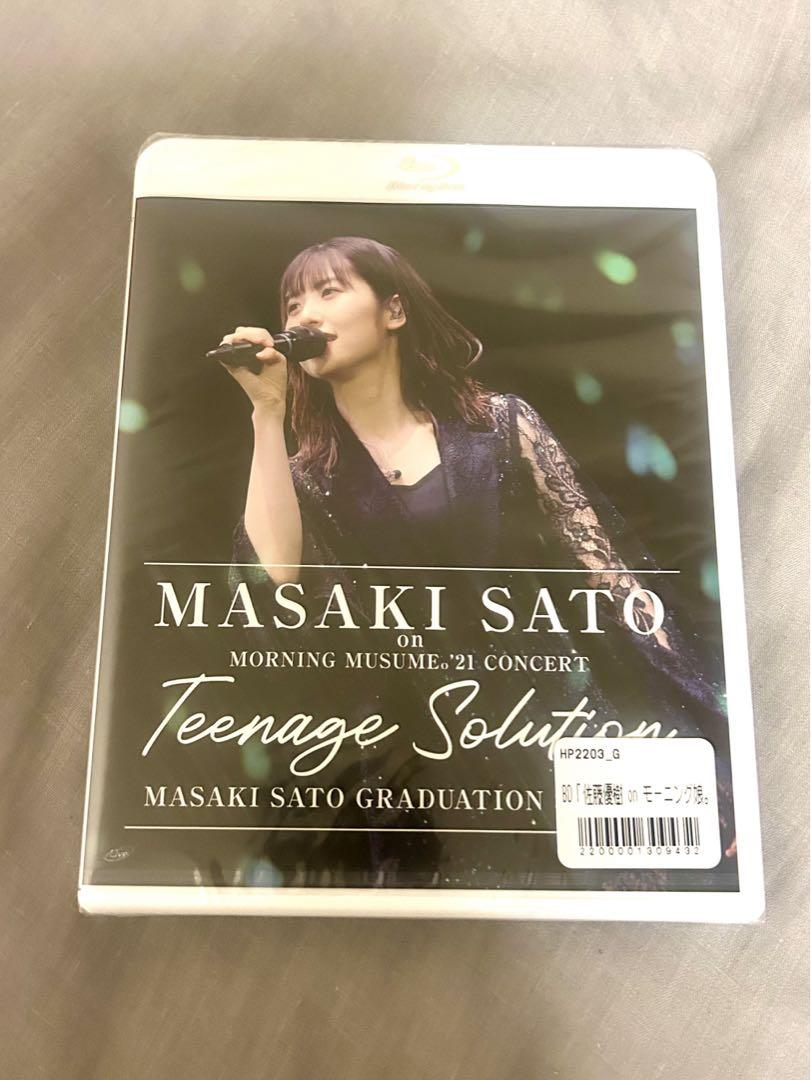 Blu-ray Disc
MASAKI SATO
on
MORNING MUSUME。'21 CONCERT
Teenage Solution
MASAKI SATO GRADUATION
HP2203_G
BD「佐藤優樹 on モーニング娘。
2200001309432